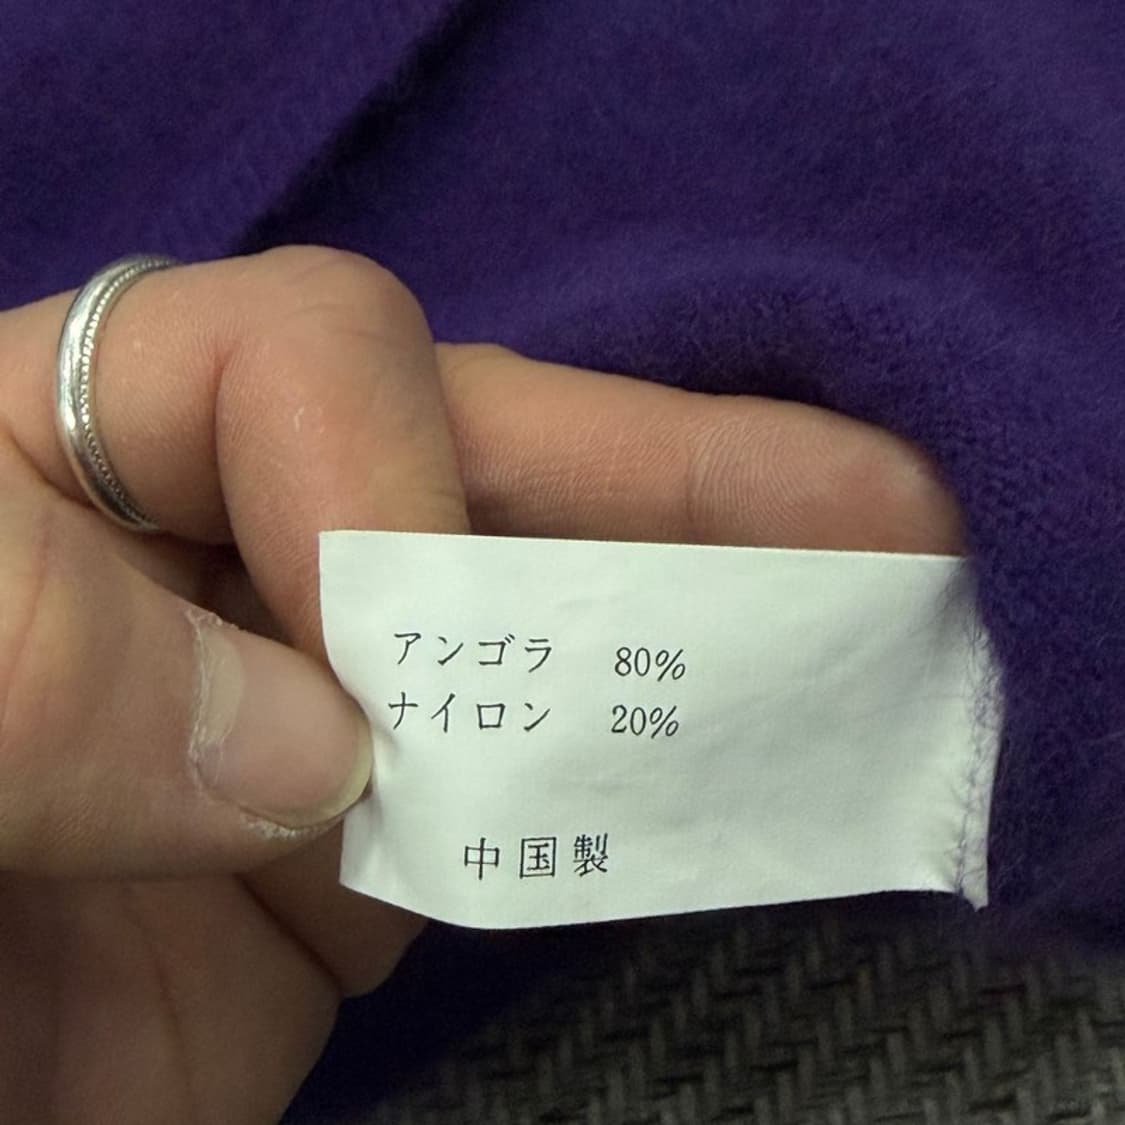 アンゴラ 80%
ナイロン 20%
中国製